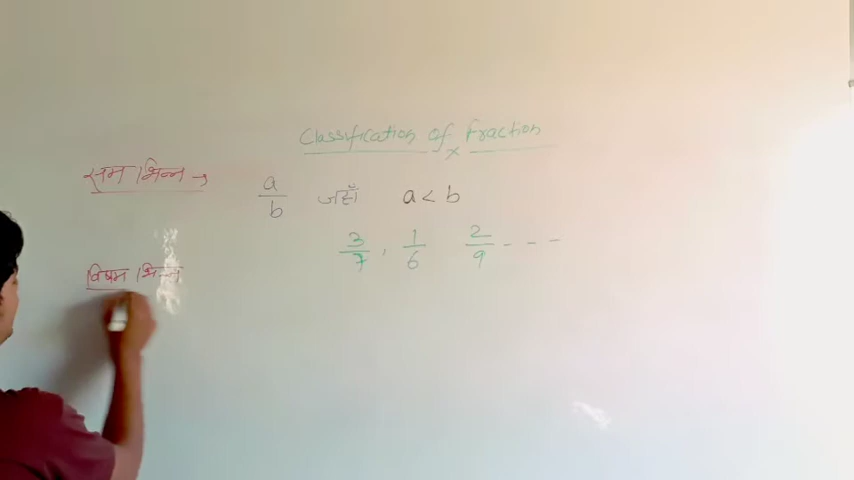 Classification of fraction
सम भिन्न → a/b जहाँ a < b
3/7 , 1/6 2/9 - - -
विषम भिन्न